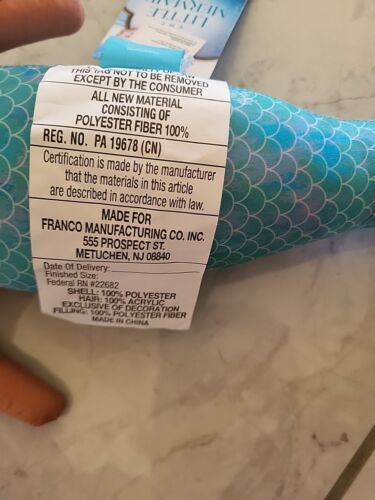 THIS TAG NOT TO BE REMOVED
EXCEPT BY THE CONSUMER
ALL NEW MATERIAL
CONSISTING OF
POLYESTER FIBER 100%
REG. NO. PA 19678 (CN)
Certification is made by the manufacturer
that the materials in this article
are described in accordance with law.
MADE FOR
FRANCO MANUFACTURING CO. INC.
555 PROSPECT ST.
METUCHEN, NJ 08840
Date Of Delivery:
Finished Size:
Federal RN #22682
SHELL: 100% POLYESTER
HAIR: 100% ACRYLIC
EXCLUSIVE OF DECORATION
FILLING: 100% POLYESTER FIBER
MADE IN CHINA
LITTLE
MERMAID